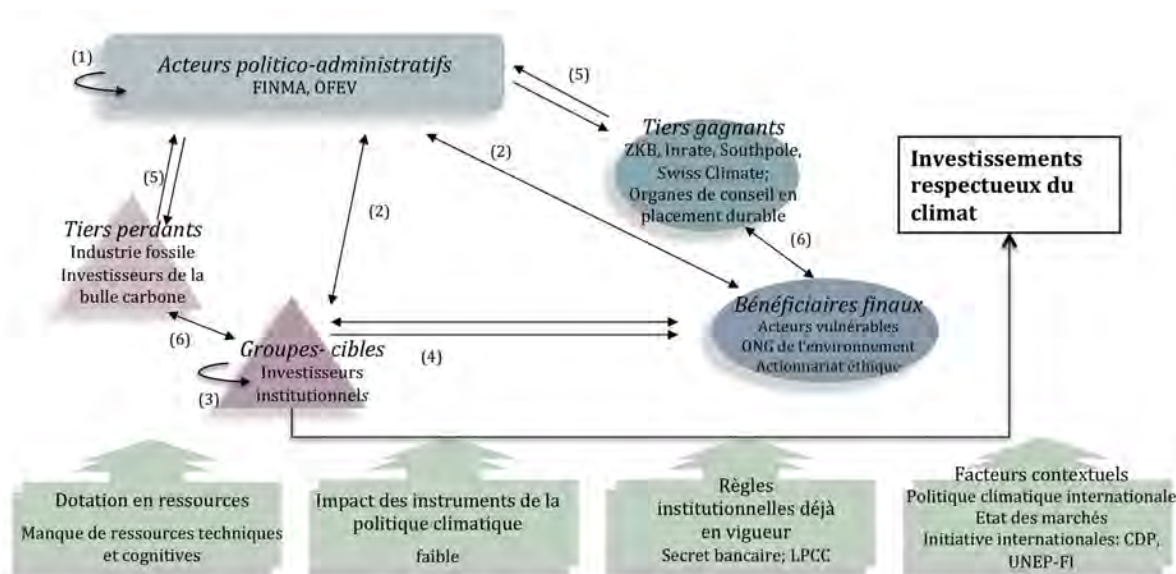 (1)
Acteurs politico-administratifs
FINMA, OFEV
(5)
Tiers gagnants
ZKB, Inrate, Southpole,
Swiss Climate;
Organes de conseil en
placement durable
(2)
Investissements
respectueux du
climat
(5)
(2)
Tiers perdants
Industrie fossile
Investisseurs de la
bulle carbone
(6)
Bénéficiaires finaux
Acteurs vulnérables
ONG de l'environnement
Actionnariat éthique
(6)
Groupes- cibles
Investisseurs
institutionnels
(4)
(3)
Dotation en ressources
Manque de ressources techniques
et cognitives
Impact des instruments de la
politique climatique
faible
Règles
institutionnelles déjà
en vigueur
Secret bancaire; LPCC
Facteurs contextuels
Politique climatique internationale
Etat des marchés
Initiative internationales: CDP,
UNEP-FI